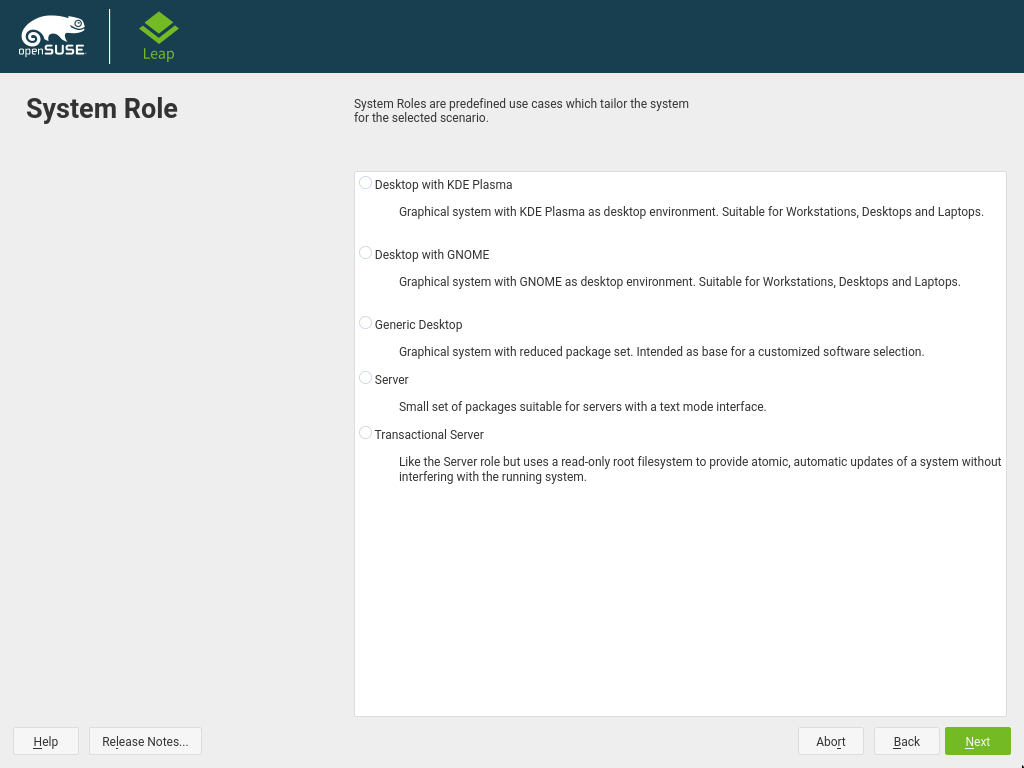 openSUSE
Leap
System Role
System Roles are predefined use cases which tailor the system
for the selected scenario.
Desktop with KDE Plasma
Graphical system with KDE Plasma as desktop environment. Suitable for Workstations, Desktops and Laptops.
Desktop with GNOME
Graphical system with GNOME as desktop environment. Suitable for Workstations, Desktops and Laptops.
Generic Desktop
Graphical system with reduced package set. Intended as base for a customized software selection.
Server
Small set of packages suitable for servers with a text mode interface.
Transactional Server
Like the Server role but uses a read-only root filesystem to provide atomic, automatic updates of a system without
interfering with the running system.
Help
Release Notes...
Abort
Back
Next